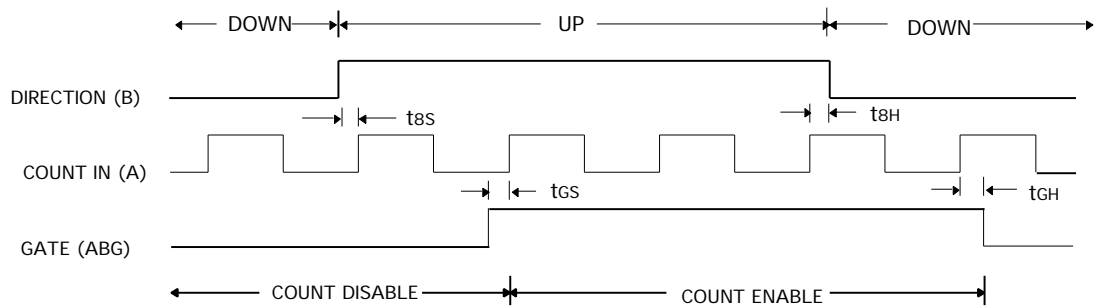 DOWN UP DOWN
DIRECTION (B)
t8S t8H
COUNT IN (A)
tGS tGH
GATE (ABG)
COUNT DISABLE COUNT ENABLE